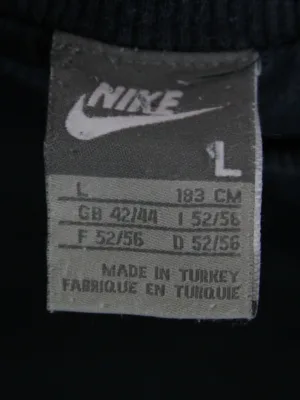 NIKE
L
L 183 CM
GB 42/44 I 52/56
F 52/56 D 52/56
MADE IN TURKEY
FABRIQUE EN TURQUIE